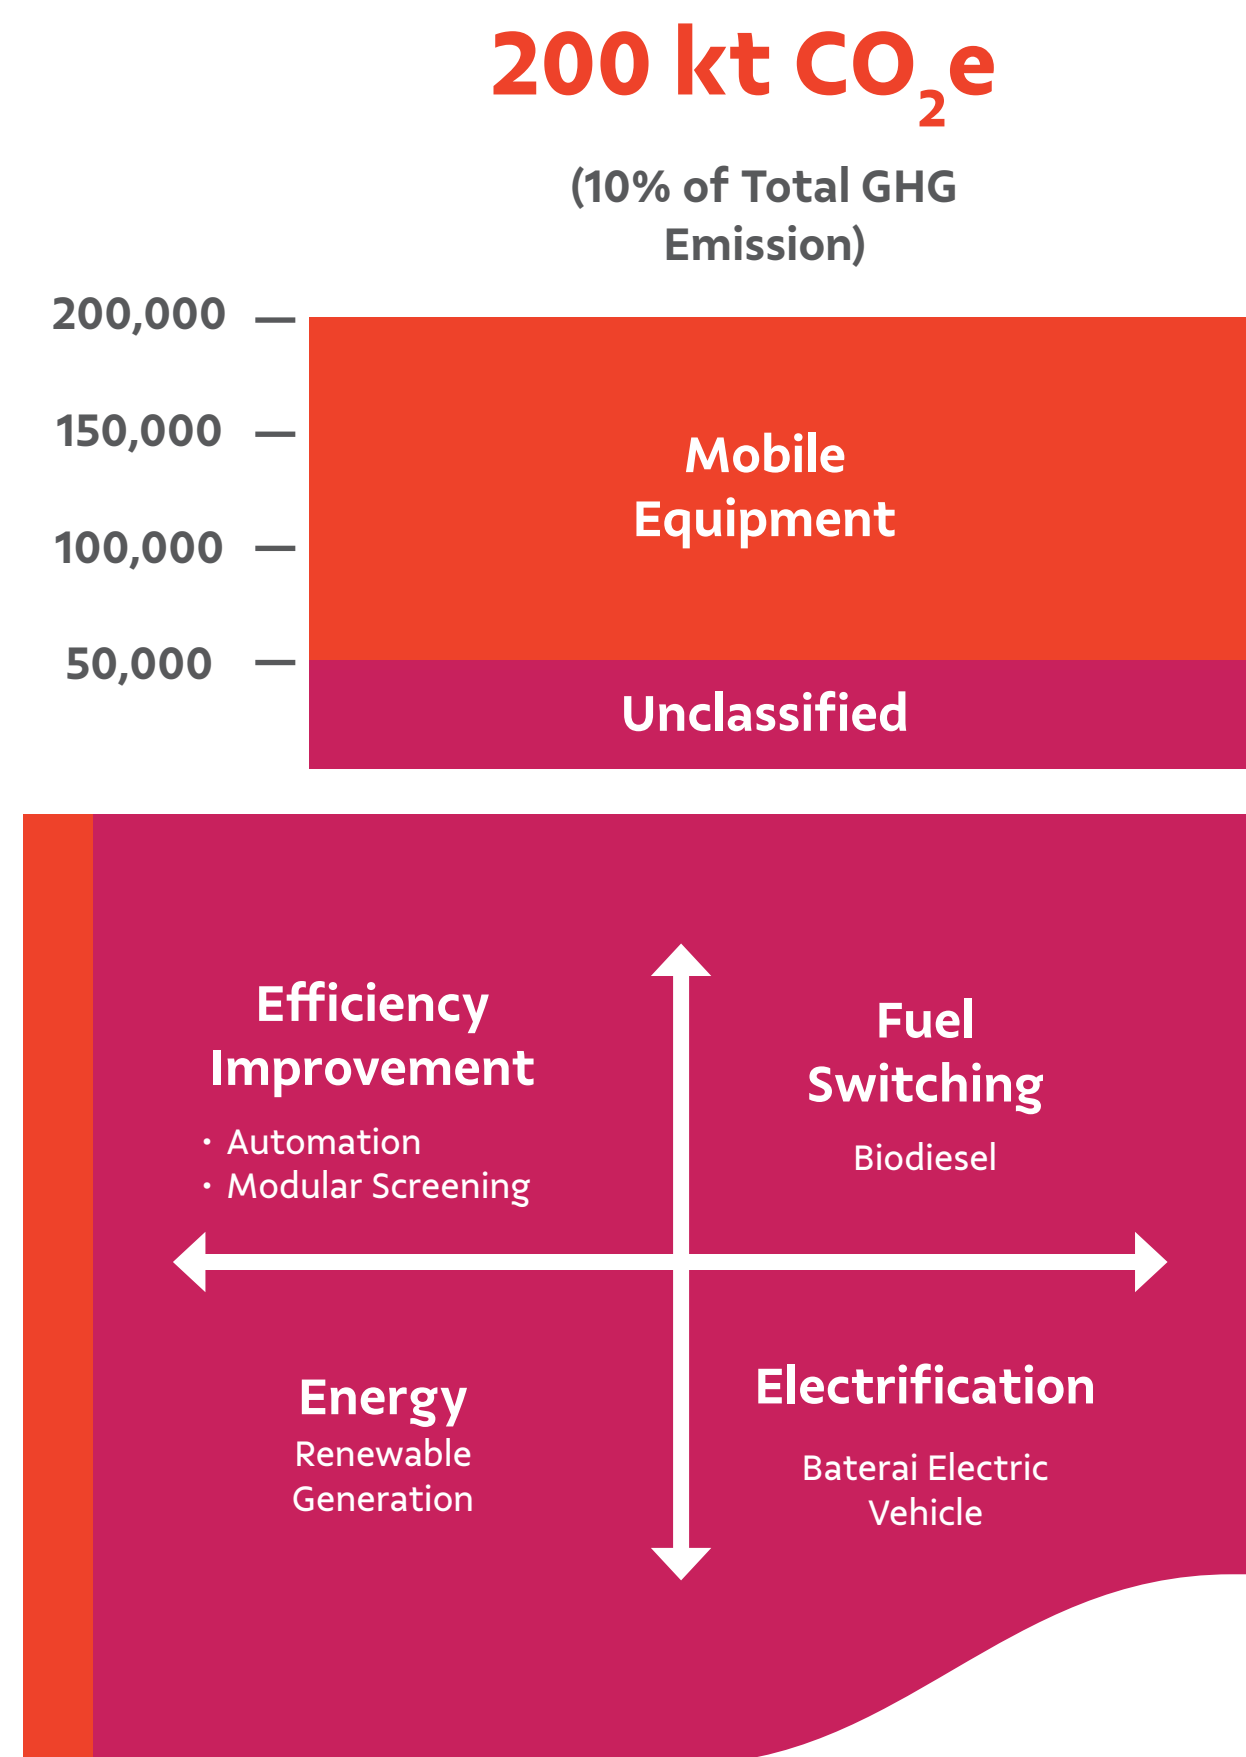 200 kt CO₂e
(10% of Total GHG
Emission)
200,000
150,000
100,000
50,000
Mobile
Equipment
Unclassified
Efficiency
Improvement
• Automation
• Modular Screening
Fuel
Switching
Biodiesel
Energy
Renewable
Generation
Electrification
Baterai Electric
Vehicle